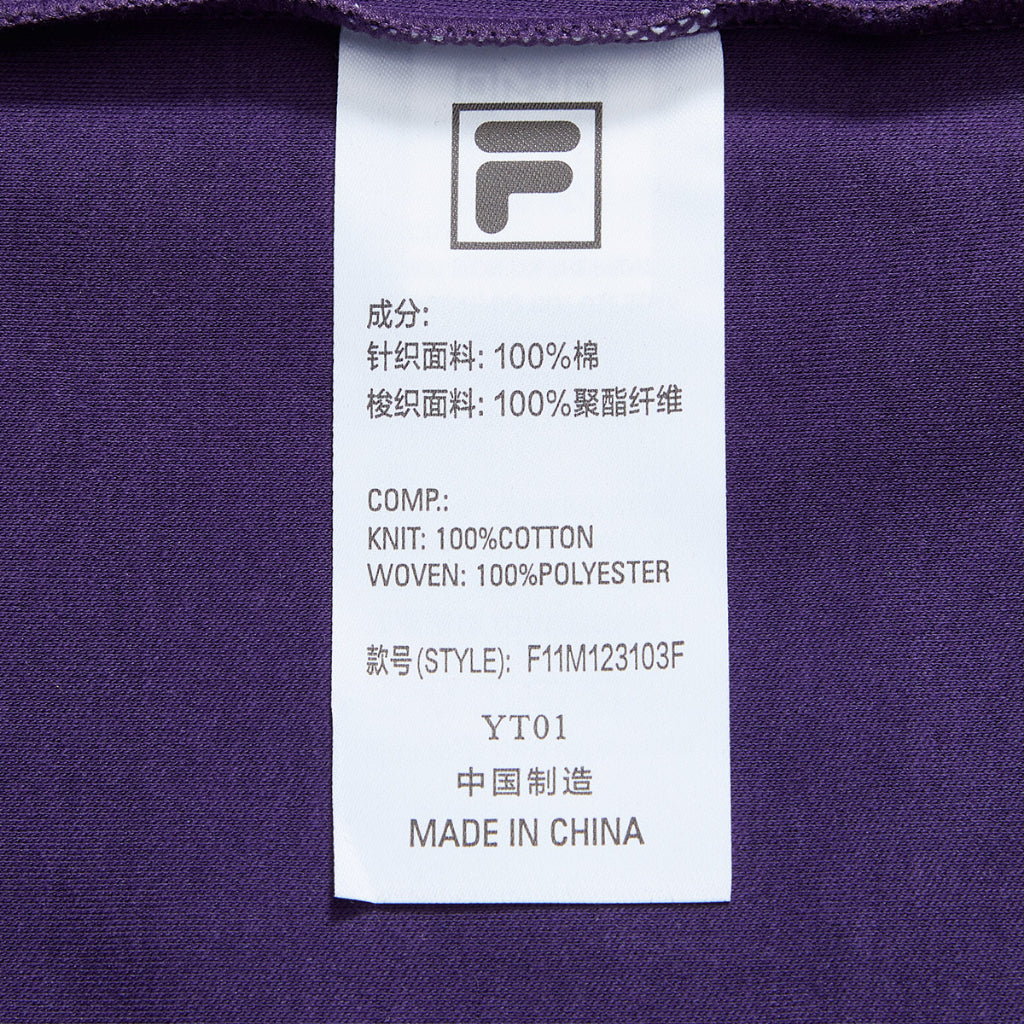 F
成分:
针织面料: 100%棉
梭织面料: 100%聚酯纤维
COMP.:
KNIT: 100%COTTON
WOVEN: 100%POLYESTER
款号(STYLE): F11M123103F
YT01
中国制造
MADE IN CHINA